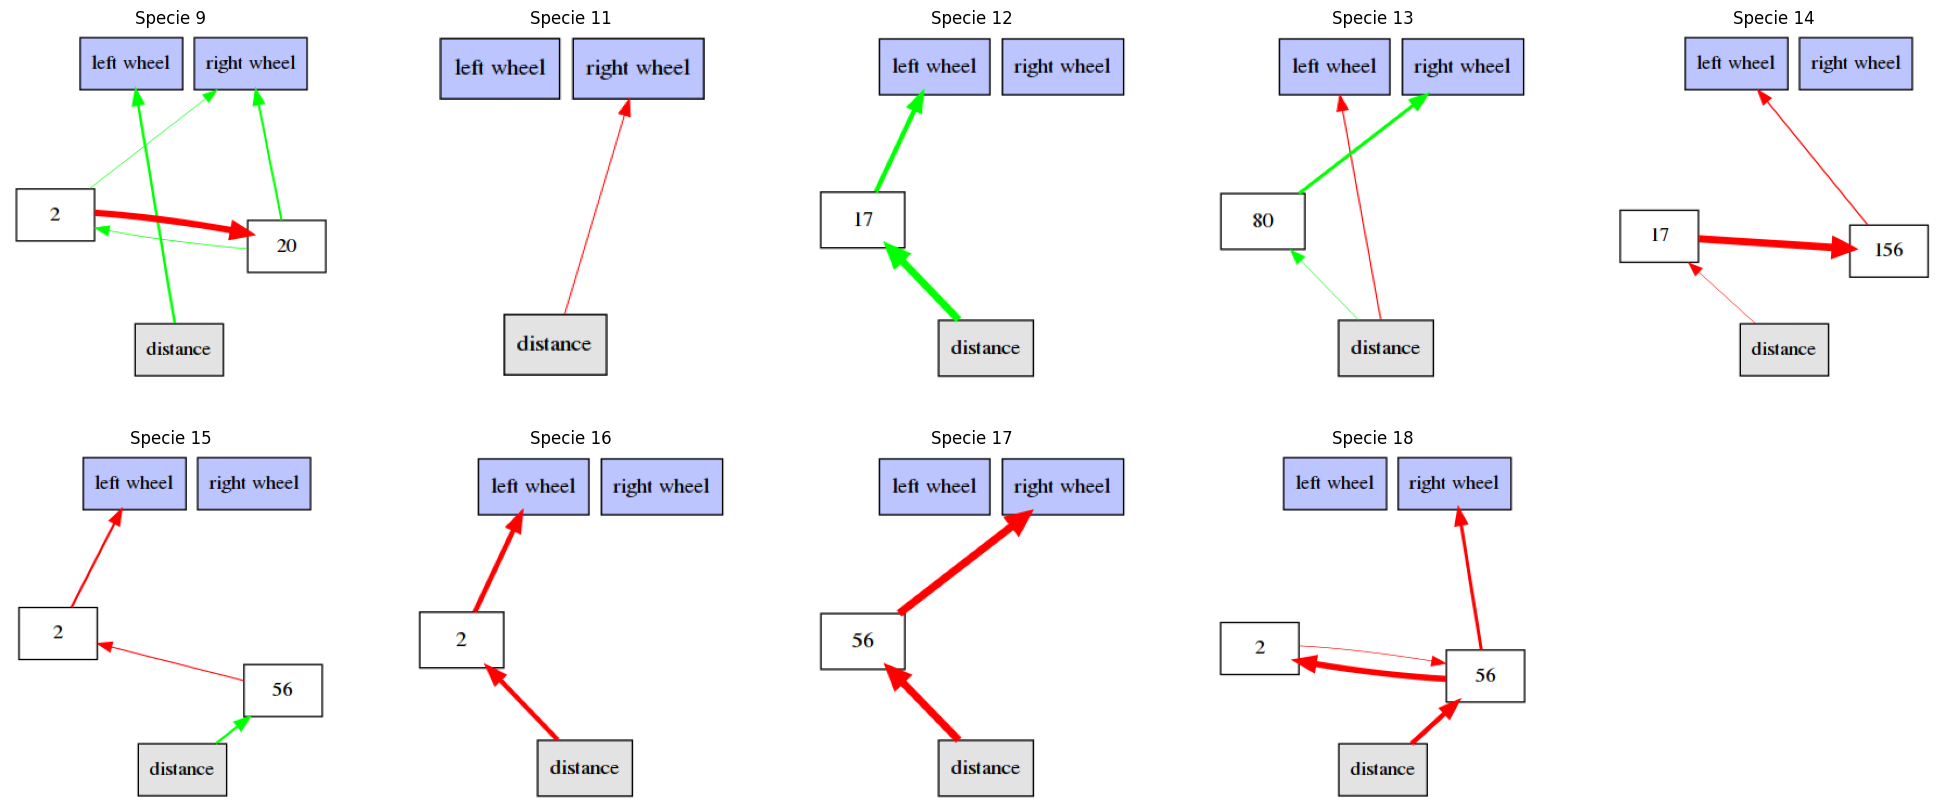 Specie 9
left wheel
right wheel
2
20
distance
Specie 11
left wheel
right wheel
distance
Specie 12
left wheel
right wheel
17
distance
Specie 13
left wheel
right wheel
80
distance
Specie 14
left wheel
right wheel
17
156
distance
Specie 15
left wheel
right wheel
2
56
distance
Specie 16
left wheel
right wheel
2
distance
Specie 17
left wheel
right wheel
56
distance
Specie 18
left wheel
right wheel
2
56
distance